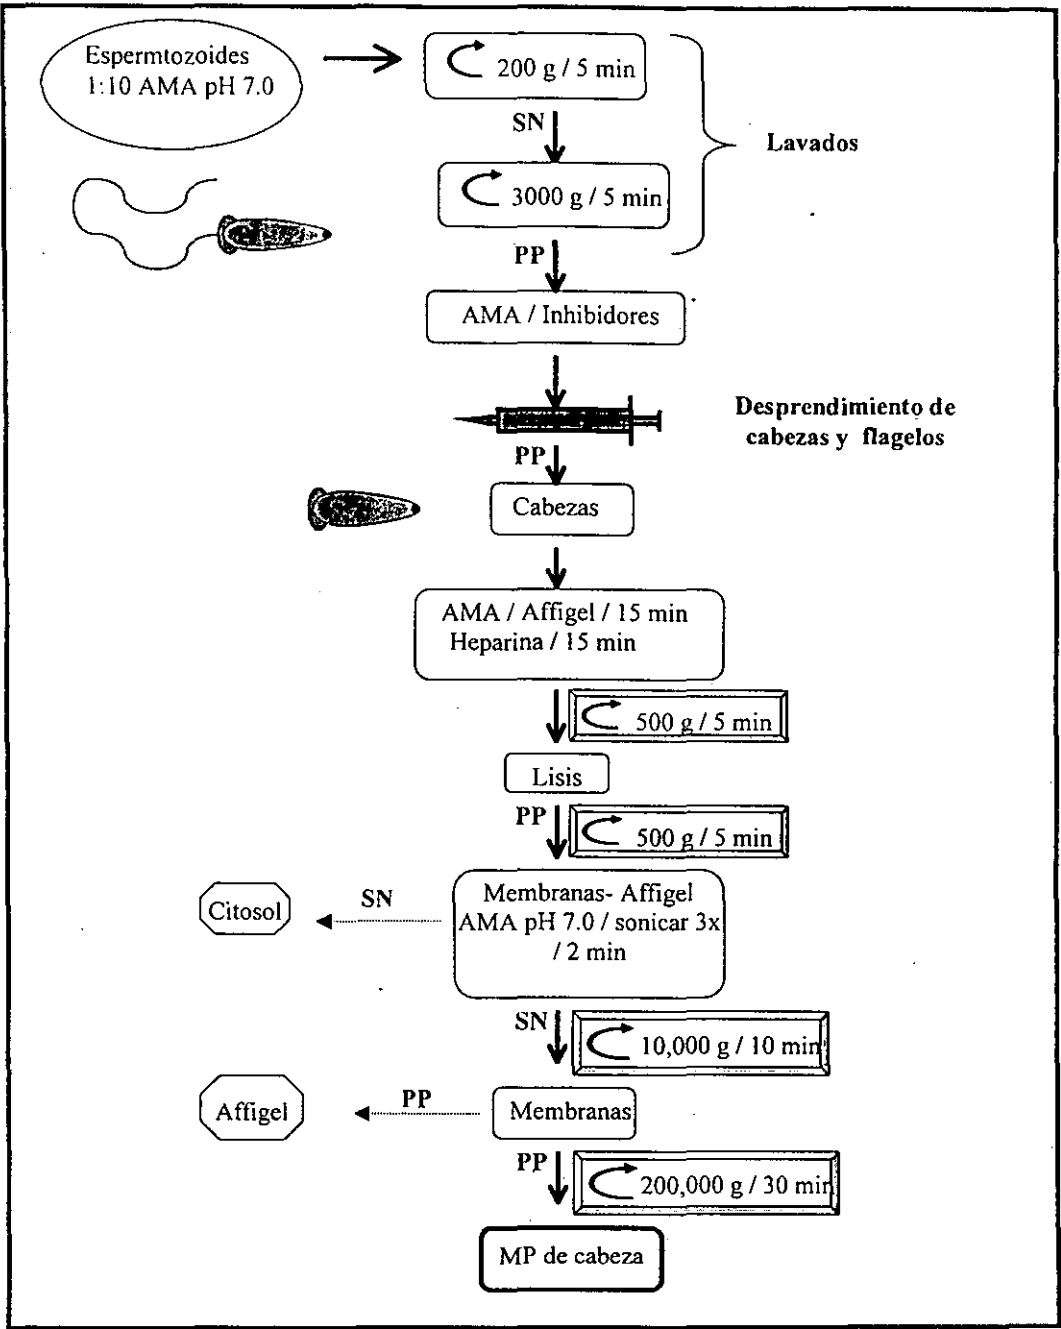 Espermtozoides
1:10 AMA pH 7.0
200 g / 5 min
SN
Lavados
3000 g / 5 min
PP
AMA / Inhibidores
Desprendimiento de
cabezas y flagelos
PP
Cabezas
AMA / Affigel / 15 min
Heparina / 15 min
500 g / 5 min
Lisis
PP
500 g / 5 min
Membranas- Affigel
AMA pH 7.0 / sonicar 3x
/ 2 min
SN
Citosol
SN
10,000 g / 10 min
Membranas
PP
Affigel
PP
200,000 g / 30 min
MP de cabeza